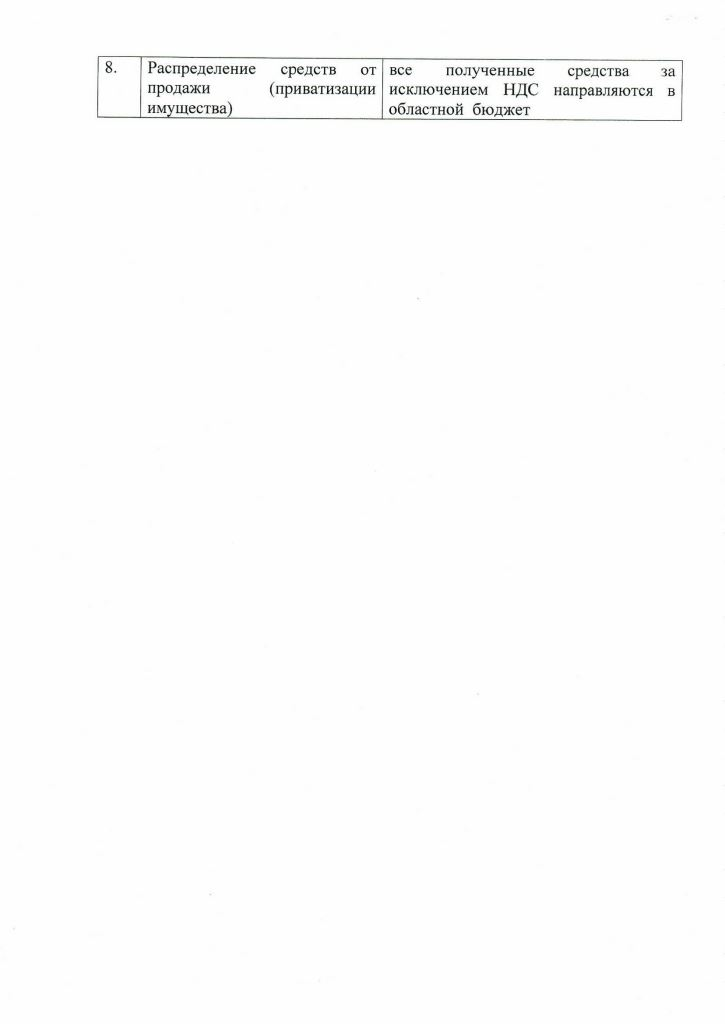 8. Распределение средств от все полученные средства за
продажи (приватизации исключением НДС направляются в
имущества) областной бюджет